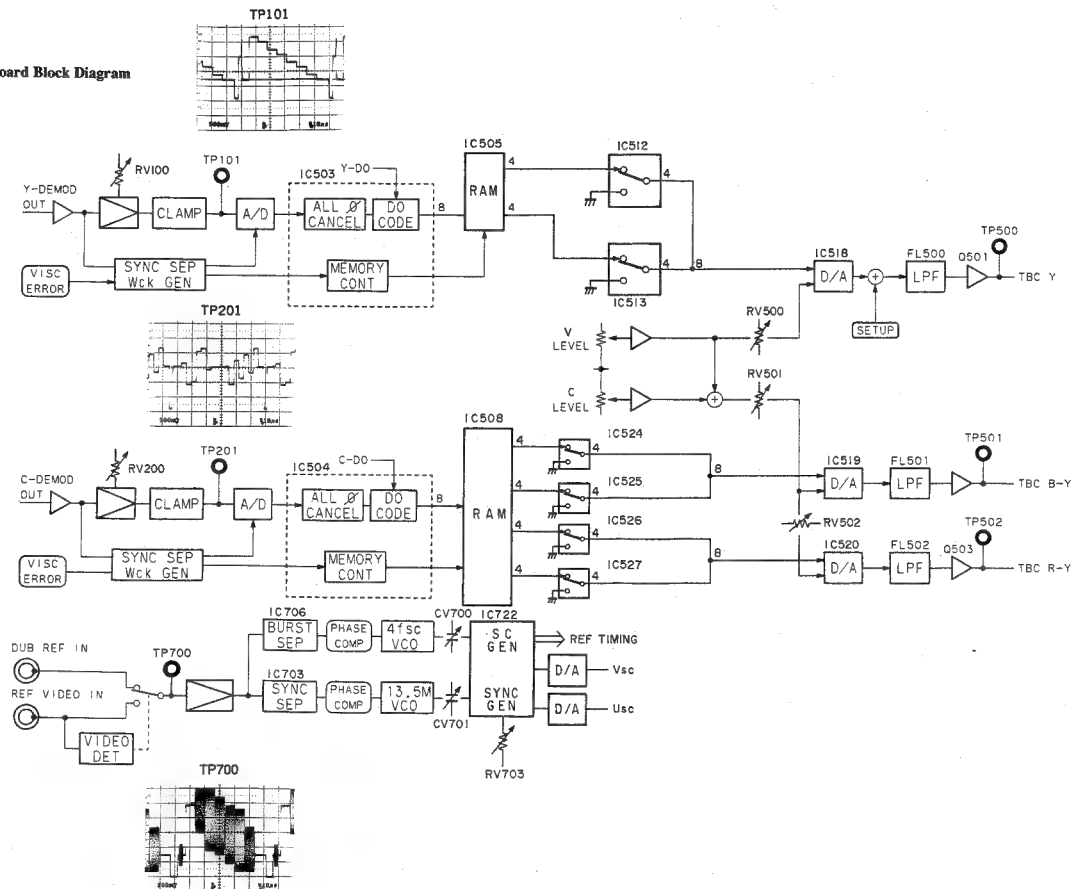 TP101
oard Block Diagram
RV100
TP101
Y-DEMOD
OUT
CLAMP
A/D
IC503
Y-DO
ALL Ø
CANCEL
DO
CODE
8
IC505
RAM
4
4
IC512
4
IC513
4
8
VISC
ERROR
SYNC SEP
Wck GEN
MEMORY
CONT
IC518
D/A
+
SETUP
FL500
LPF
Q501
TP500
TBC Y
TP201
V
LEVEL
C
LEVEL
RV500
RV501
+
RV200
TP201
C-DEMOD
OUT
CLAMP
A/D
IC504
C-DO
ALL Ø
CANCEL
DO
CODE
8
IC508
RAM
4
4
4
4
IC524
IC525
IC526
IC527
8
8
VISC
ERROR
SYNC SEP
Wck GEN
MEMORY
CONT
IC519
D/A
FL501
LPF
TP501
TBC B-Y
RV502
IC520
D/A
FL502
LPF
Q503
TP502
TBC R-Y
DUB REF IN
REF VIDEO IN
TP700
VIDEO
DET
IC706
BURST
SEP
PHASE
COMP
4fsc
VCO
CV700
IC703
SYNC
SEP
PHASE
COMP
13.5M
VCO
CV701
IC722
SC
GEN
SYNC
GEN
REF TIMING
D/A
Vsc
D/A
Usc
RV703
TP700